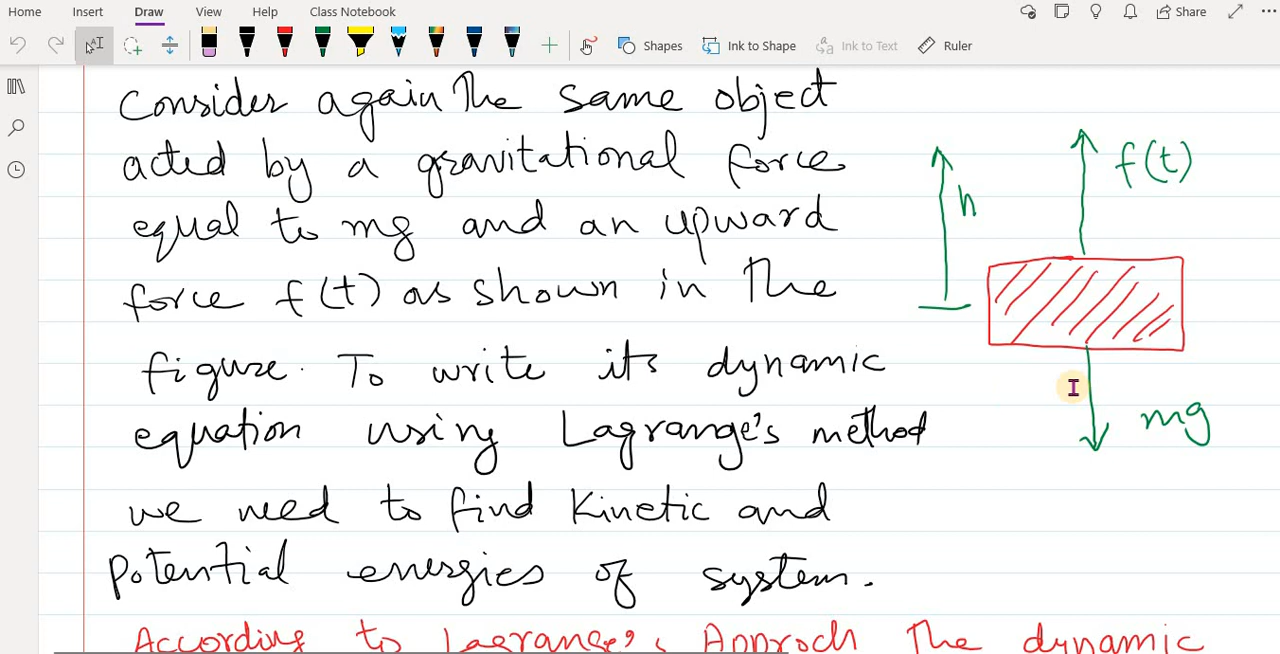 Home Insert Draw View Help Class Notebook Share
Shapes Ink to Shape Ink to Text Ruler
Consider again the same object
acted by a gravitational force
equal to mg and an upward
force f(t) as shown in the
figure. To write its dynamic
equation using Lagrange's method
we need to find Kinetic and
potential energies of system.
According to Lagrange's Approch the dynamic
h
f(t)
mg